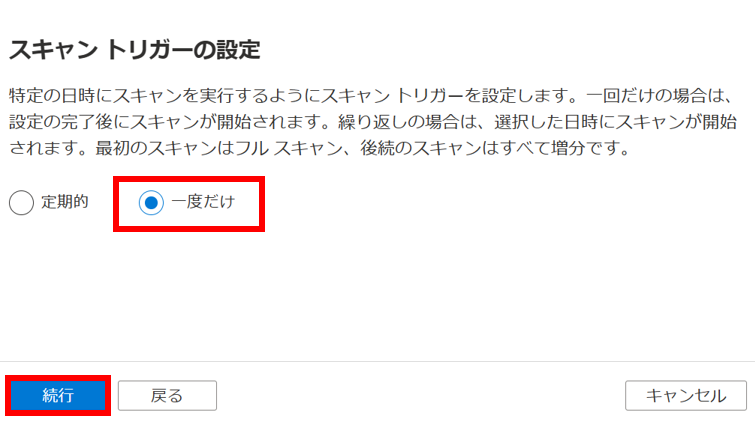 スキャン トリガーの設定
特定の日時にスキャンを実行するようにスキャン トリガーを設定します。一回だけの場合は、
設定の完了後にスキャンが開始されます。繰り返しの場合は、選択した日時にスキャンが開始
されます。最初のスキャンはフル スキャン、後続のスキャンはすべて増分です。
定期的 一度だけ
続行 戻る キャンセル